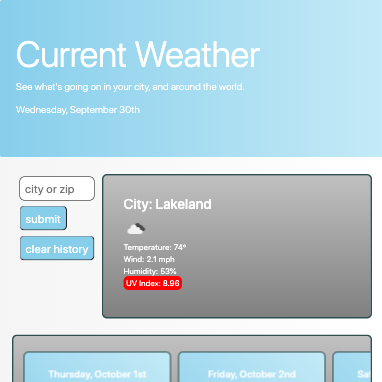 Current Weather
See what's going on in your city, and around the world.
Wednesday, September 30th
city or zip
submit
clear history
City: Lakeland
Temperature: 74°
Wind: 2.1 mph
Humidity: 53%
UV Index: 8.96
Thursday, October 1st
Friday, October 2nd